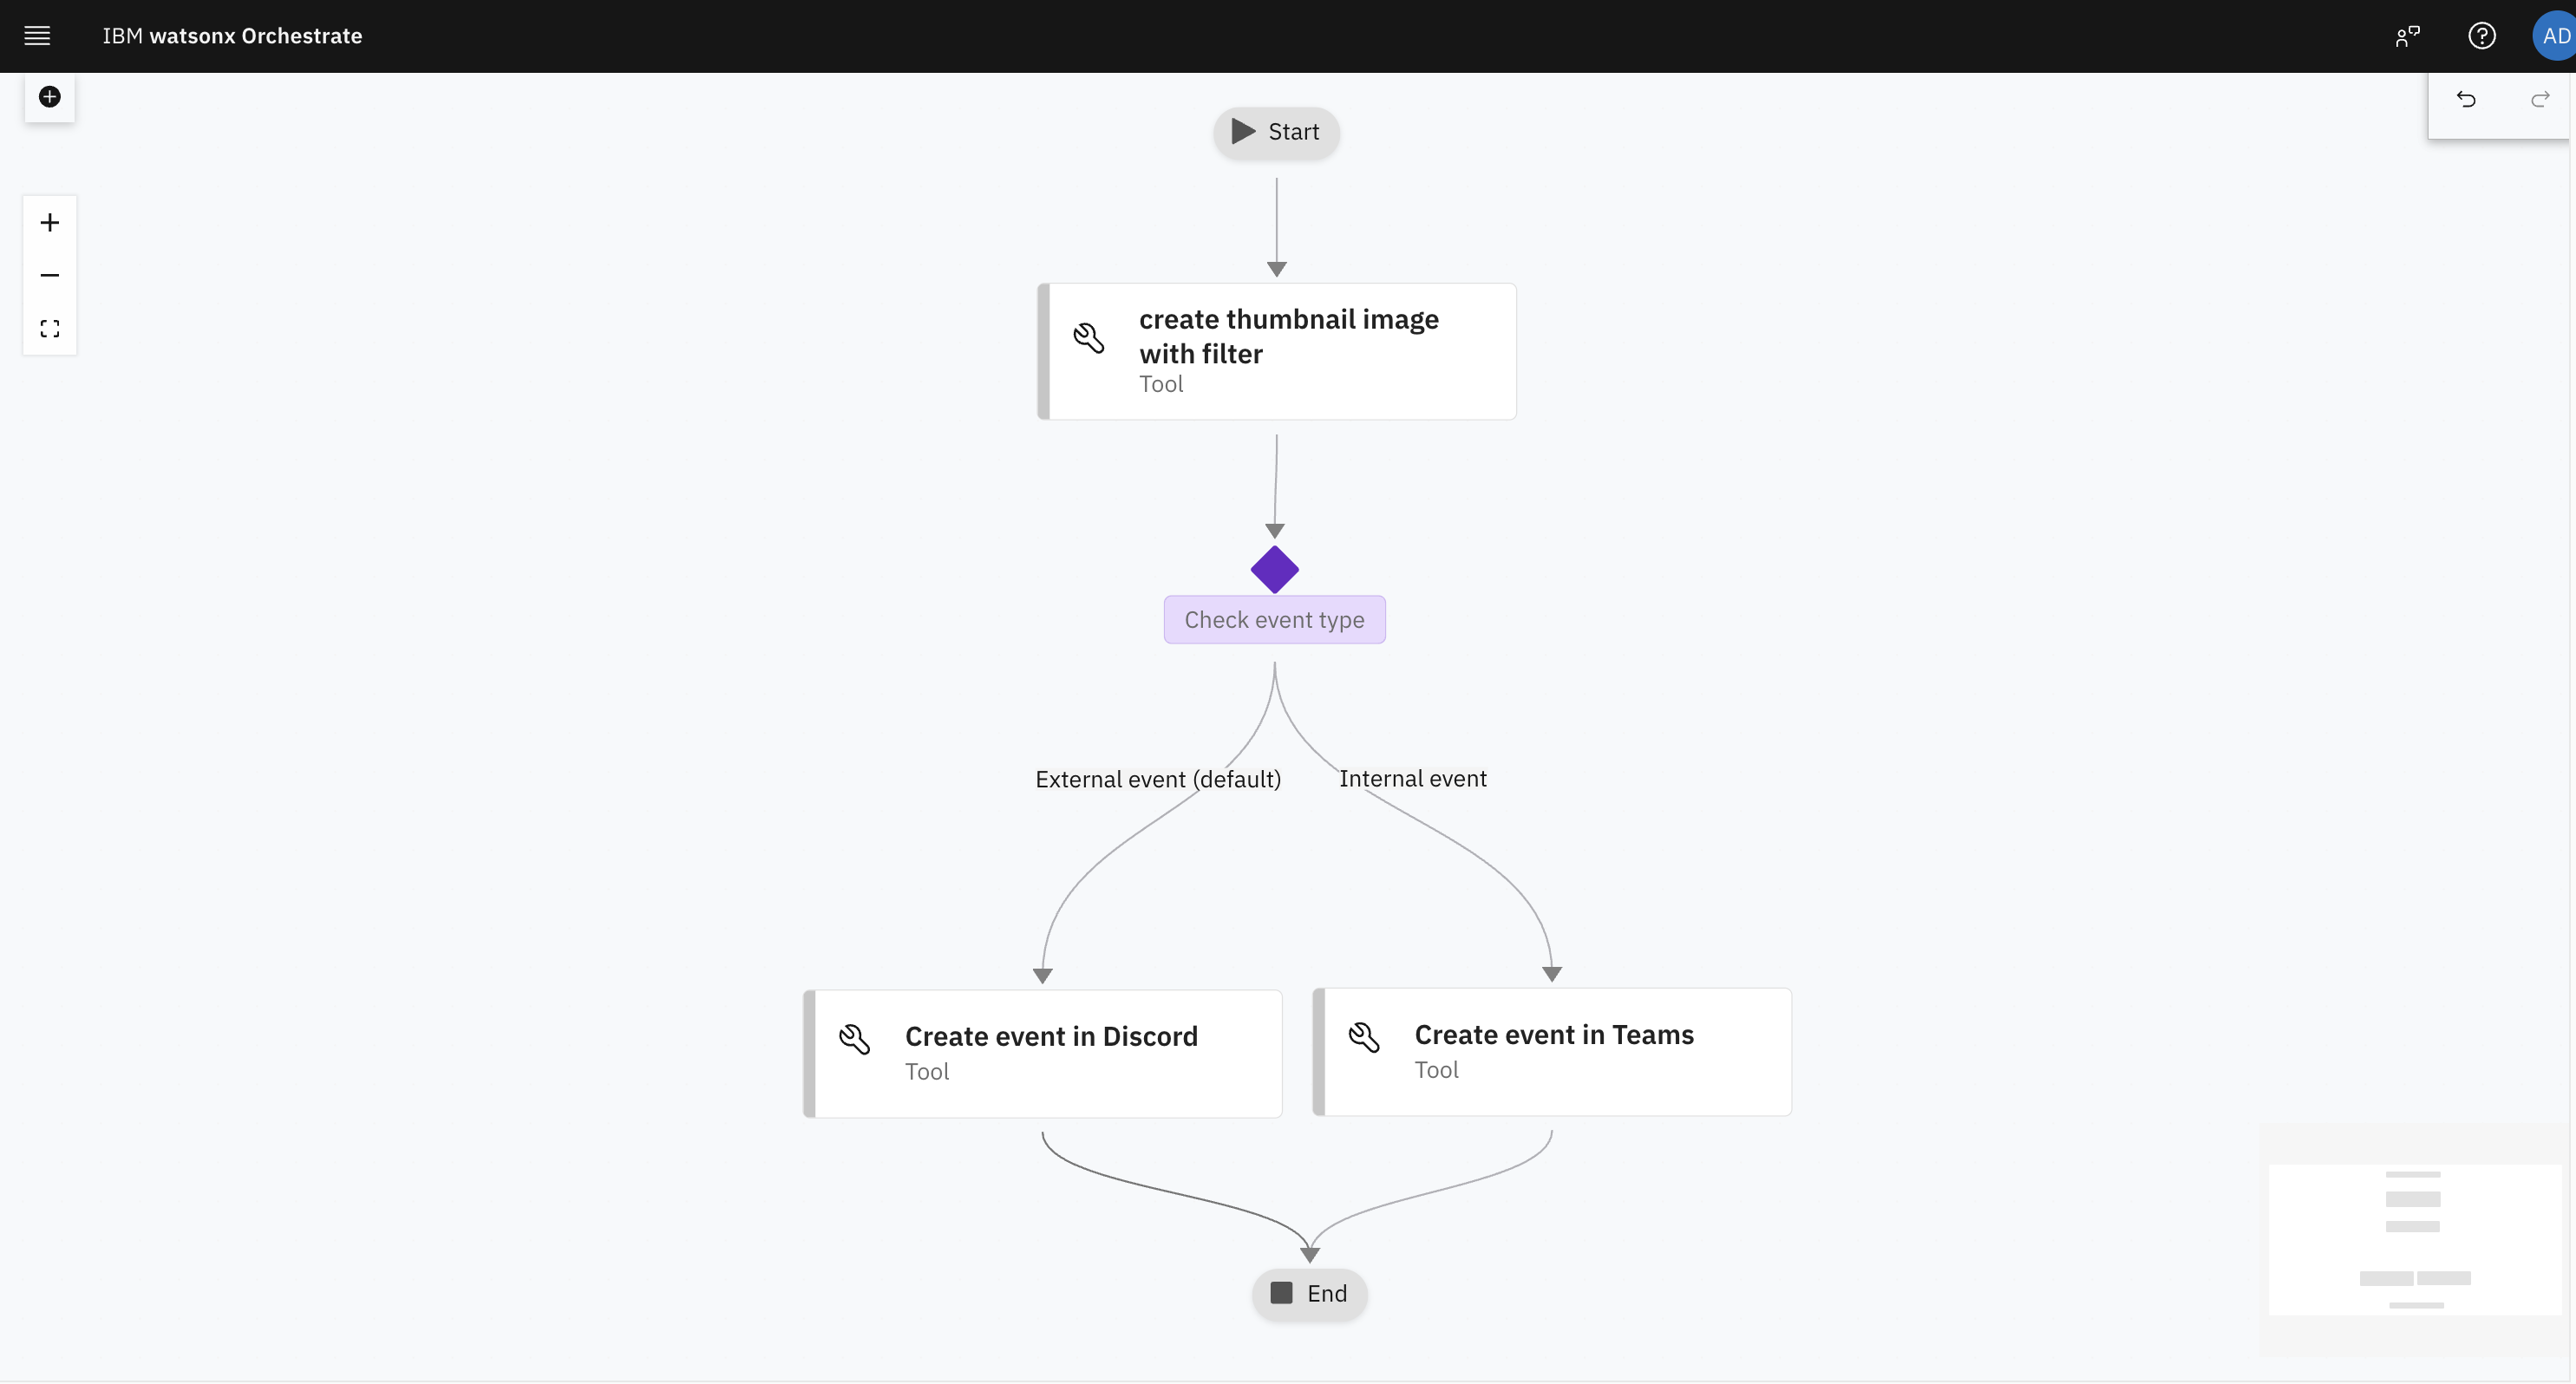 IBM watsonx Orchestrate
AD
Start
create thumbnail image
with filter
Tool
Check event type
External event (default)
Internal event
Create event in Discord
Tool
Create event in Teams
Tool
End